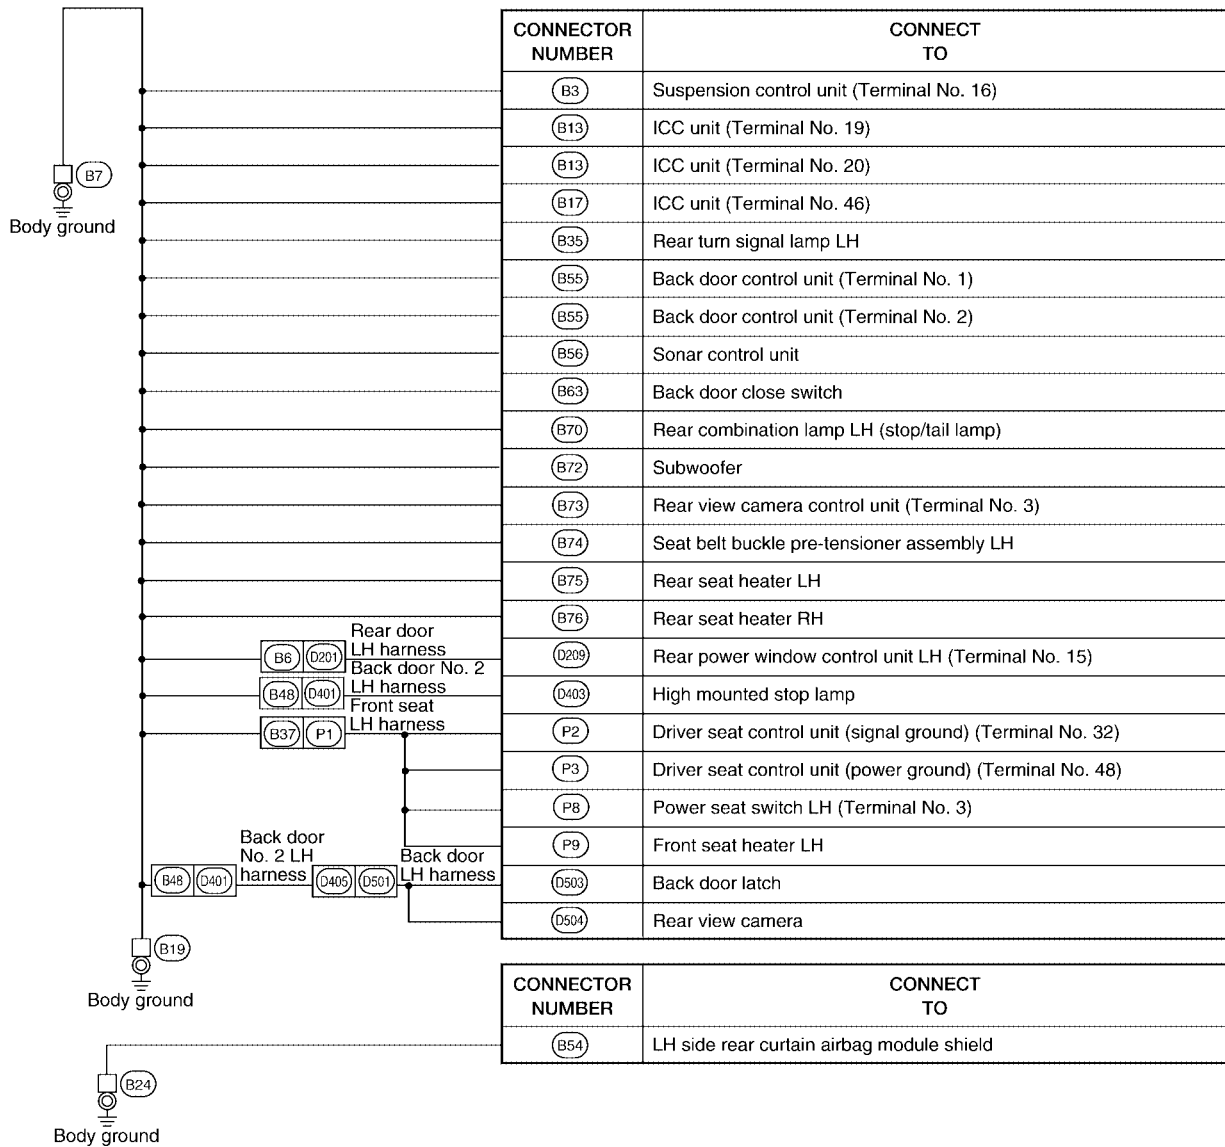 CONNECTOR NUMBER CONNECT TO
B3 Suspension control unit (Terminal No. 16)
B13 ICC unit (Terminal No. 19)
B13 ICC unit (Terminal No. 20)
B7
Body ground
B17 ICC unit (Terminal No. 46)
B35 Rear turn signal lamp LH
B55 Back door control unit (Terminal No. 1)
B55 Back door control unit (Terminal No. 2)
B56 Sonar control unit
B63 Back door close switch
B70 Rear combination lamp LH (stop/tail lamp)
B72 Subwoofer
B73 Rear view camera control unit (Terminal No. 3)
B74 Seat belt buckle pre-tensioner assembly LH
B75 Rear seat heater LH
B76 Rear seat heater RH
Rear door
LH harness
B6 D201 D209 Rear power window control unit LH (Terminal No. 15)
Back door No. 2
LH harness
B48 D401 D403 High mounted stop lamp
Front seat
LH harness
B37 P1 P2 Driver seat control unit (signal ground) (Terminal No. 32)
P3 Driver seat control unit (power ground) (Terminal No. 48)
P8 Power seat switch LH (Terminal No. 3)
P9 Front seat heater LH
Back door
No. 2 LH
harness
Back door
LH harness
B48 D401 D405 D501 D503 Back door latch
D504 Rear view camera
B19
Body ground
CONNECTOR NUMBER CONNECT TO
B54 LH side rear curtain airbag module shield
B24
Body ground